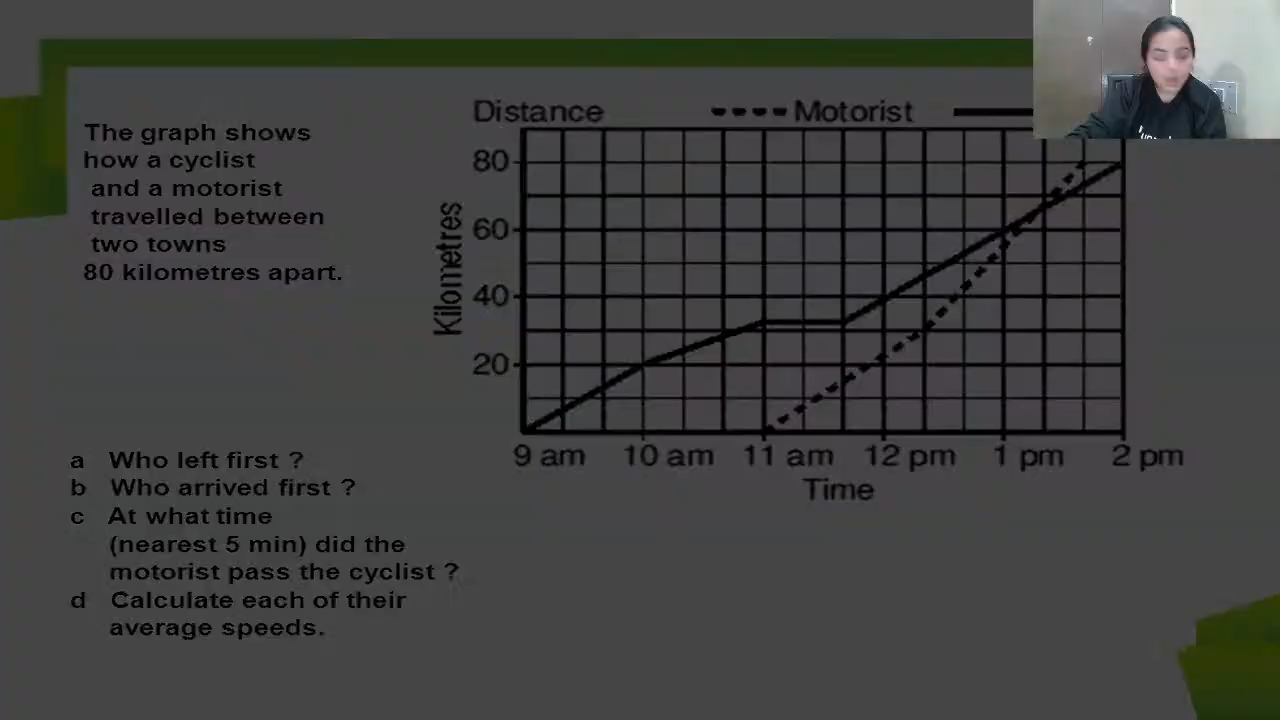 The graph shows
how a cyclist
and a motorist
travelled between
two towns
80 kilometres apart.
Distance
Motorist
Kilometres
80
60
40
20
9 am 10 am 11 am 12 pm 1 pm 2 pm
Time
a Who left first ?
b Who arrived first ?
c At what time
(nearest 5 min) did the
motorist pass the cyclist ?
d Calculate each of their
average speeds.